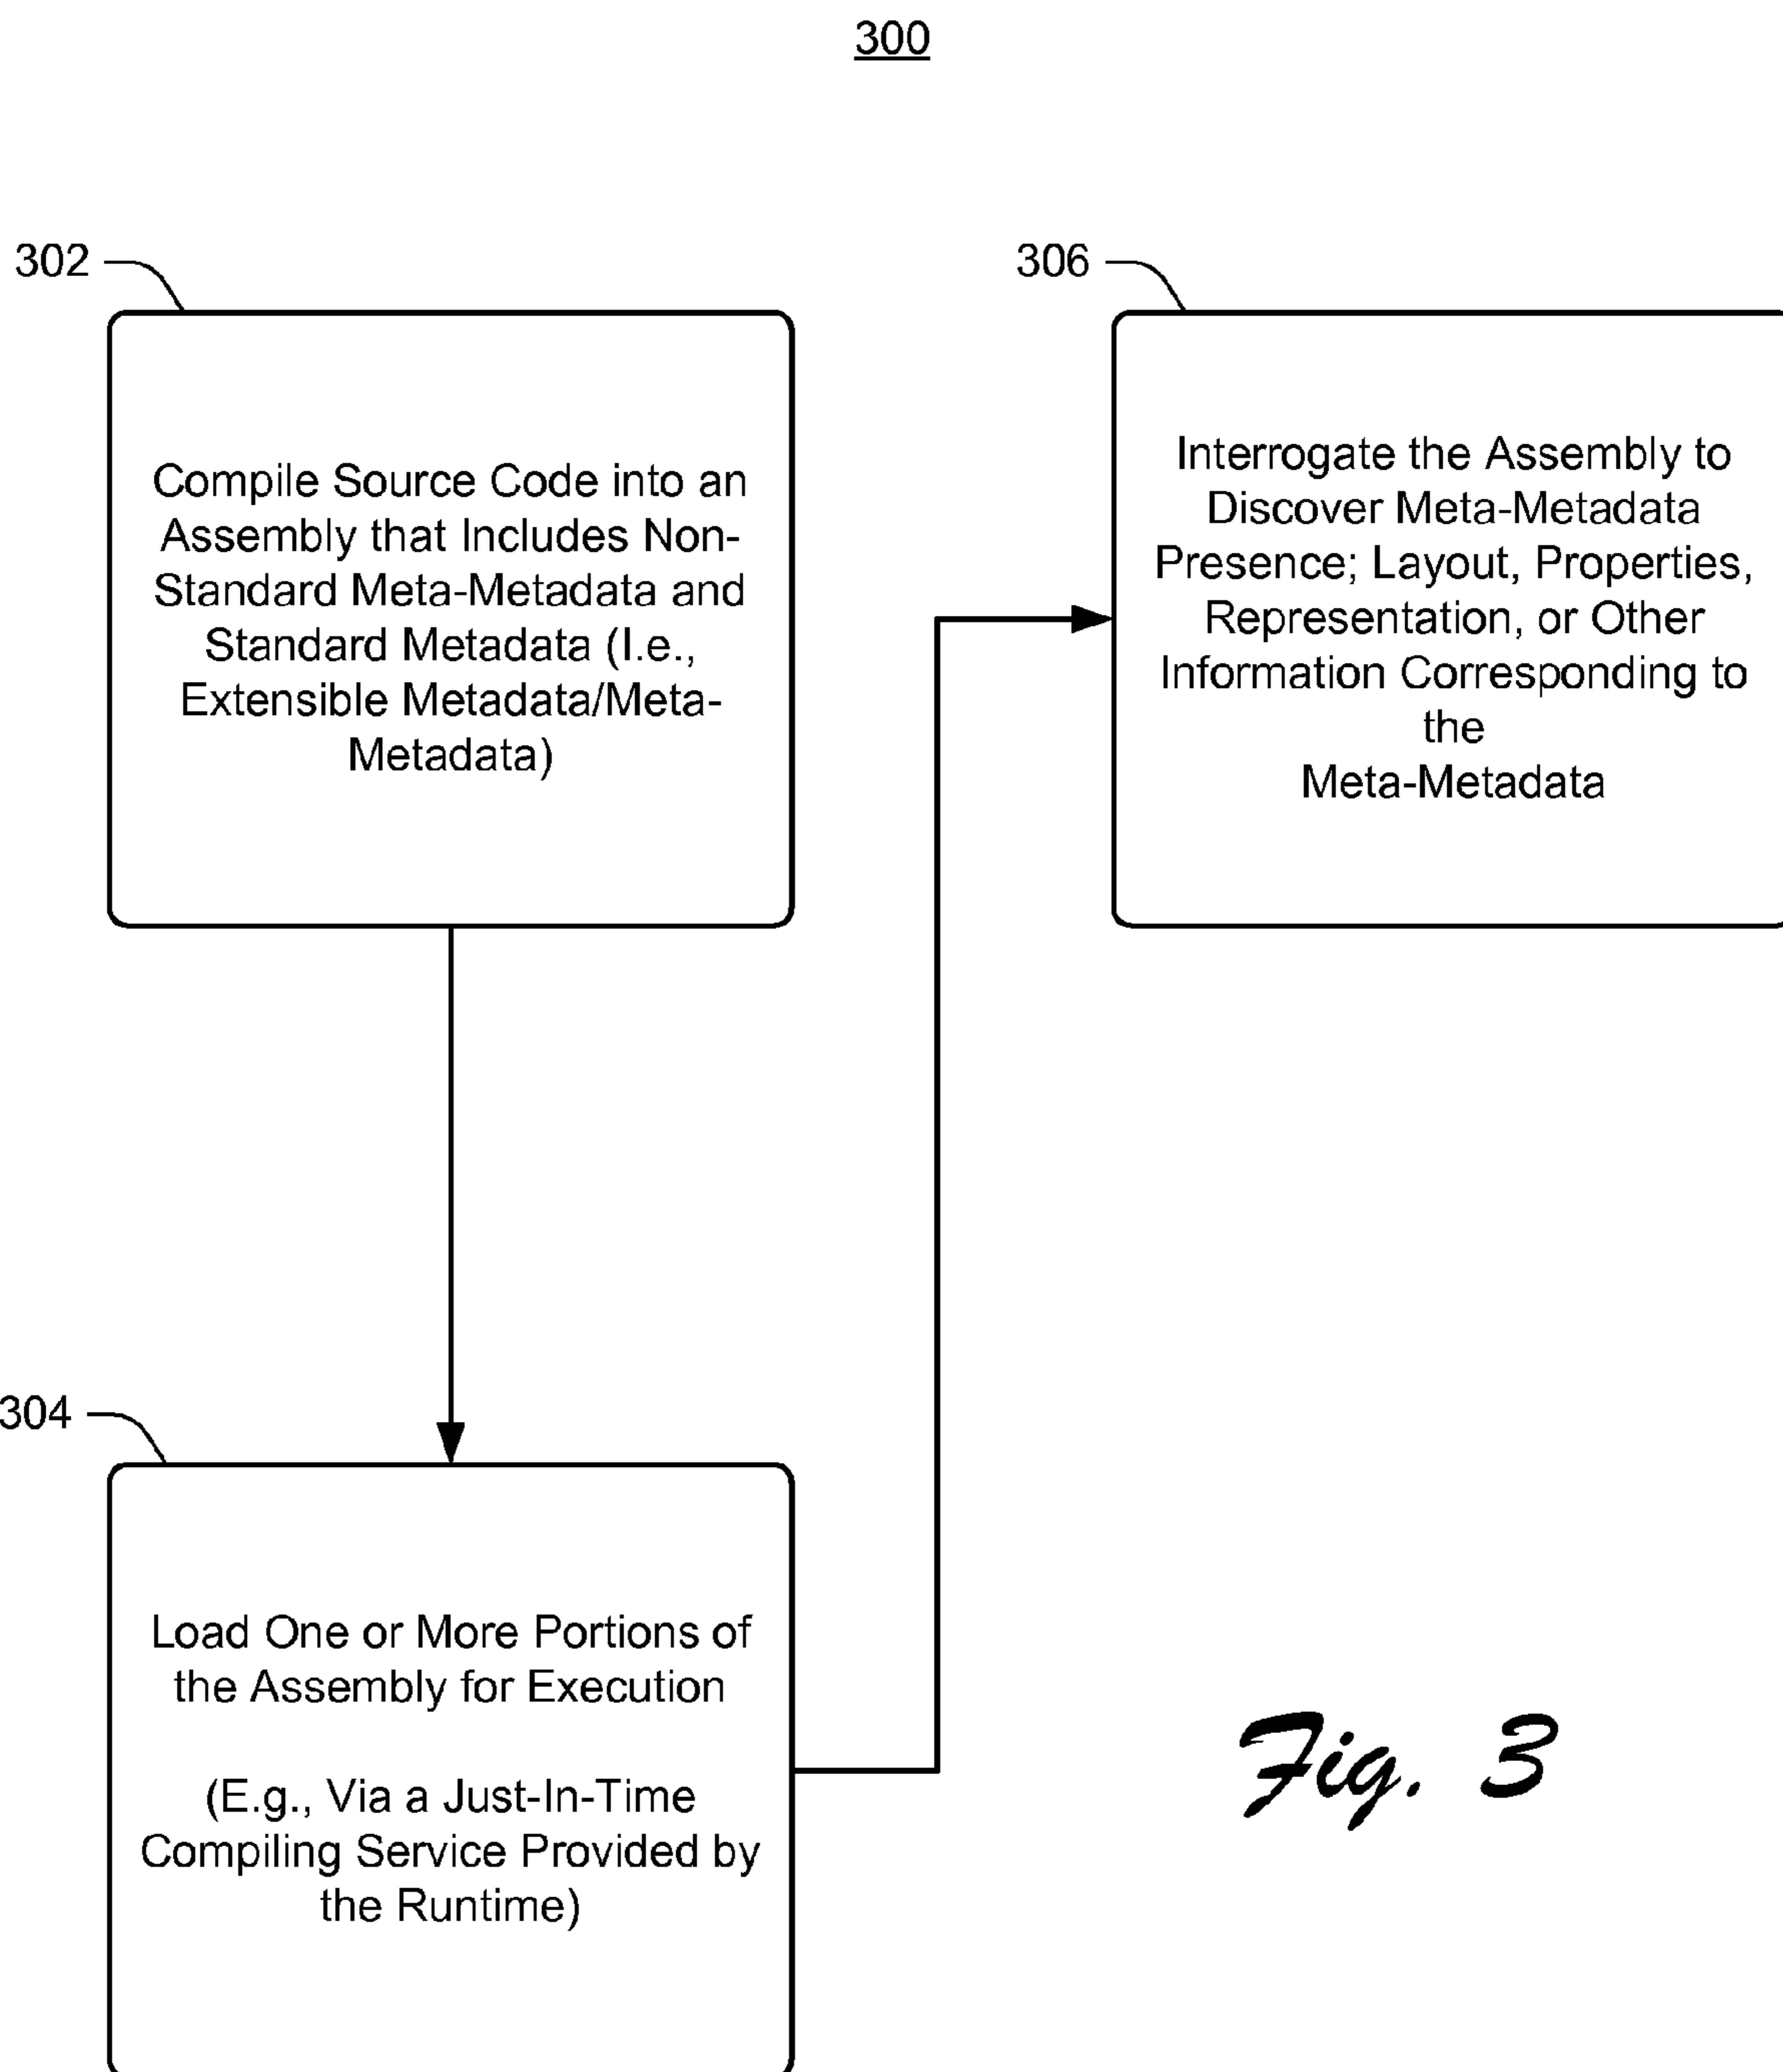 300
302
Compile Source Code into an
Assembly that Includes Non-
Standard Meta-Metadata and
Standard Metadata (I.e.,
Extensible Metadata/Meta-
Metadata)
304
Load One or More Portions of
the Assembly for Execution
(E.g., Via a Just-In-Time
Compiling Service Provided by
the Runtime)
306
Interrogate the Assembly to
Discover Meta-Metadata
Presence; Layout, Properties,
Representation, or Other
Information Corresponding to
the
Meta-Metadata
Fig. 3